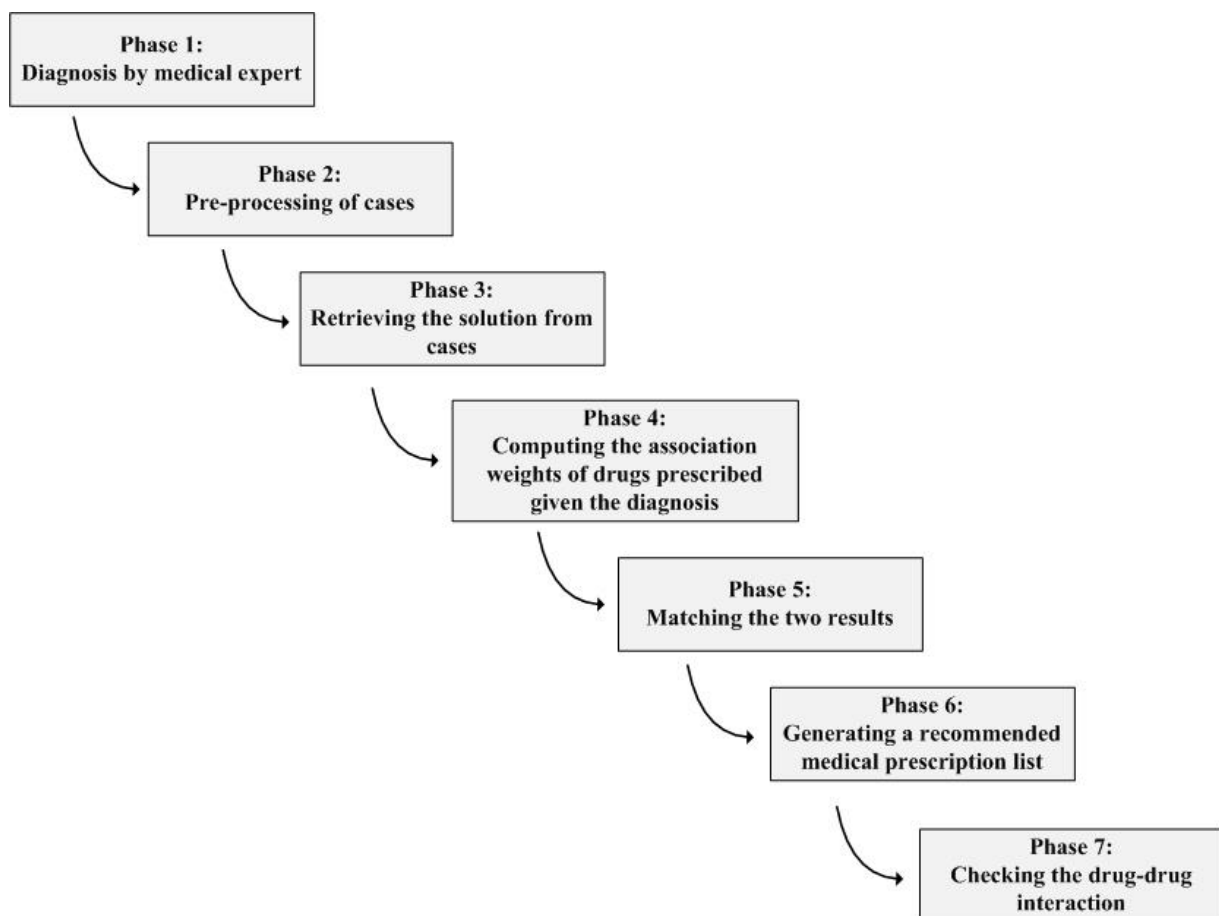 Phase 1:
Diagnosis by medical expert
Phase 2:
Pre-processing of cases
Phase 3:
Retrieving the solution from
cases
Phase 4:
Computing the association
weights of drugs prescribed
given the diagnosis
Phase 5:
Matching the two results
Phase 6:
Generating a recommended
medical prescription list
Phase 7:
Checking the drug-drug
interaction